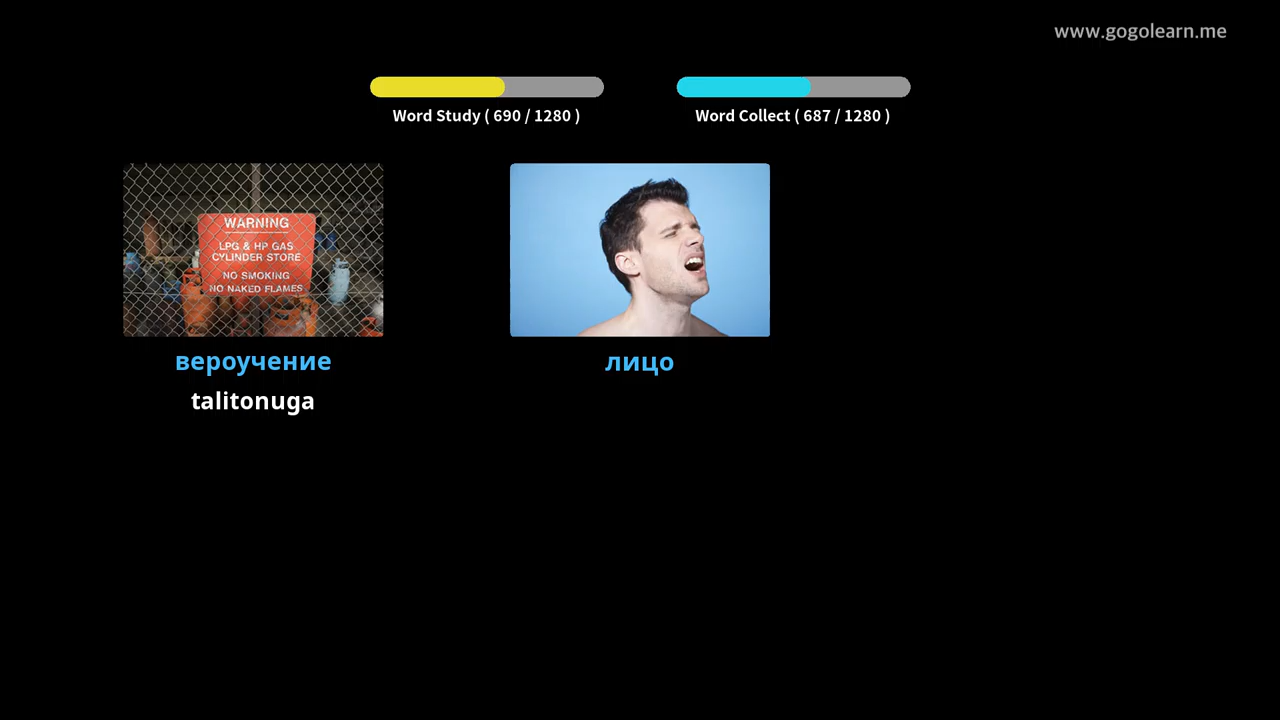 www.gogolearn.me
Word Study ( 690 / 1280 )
Word Collect ( 687 / 1280 )
WARNING
LPG & HP GAS
CYLINDER STORE
NO SMOKING
NO NAKED FLAMES
вероучение
лицо
talitonuga